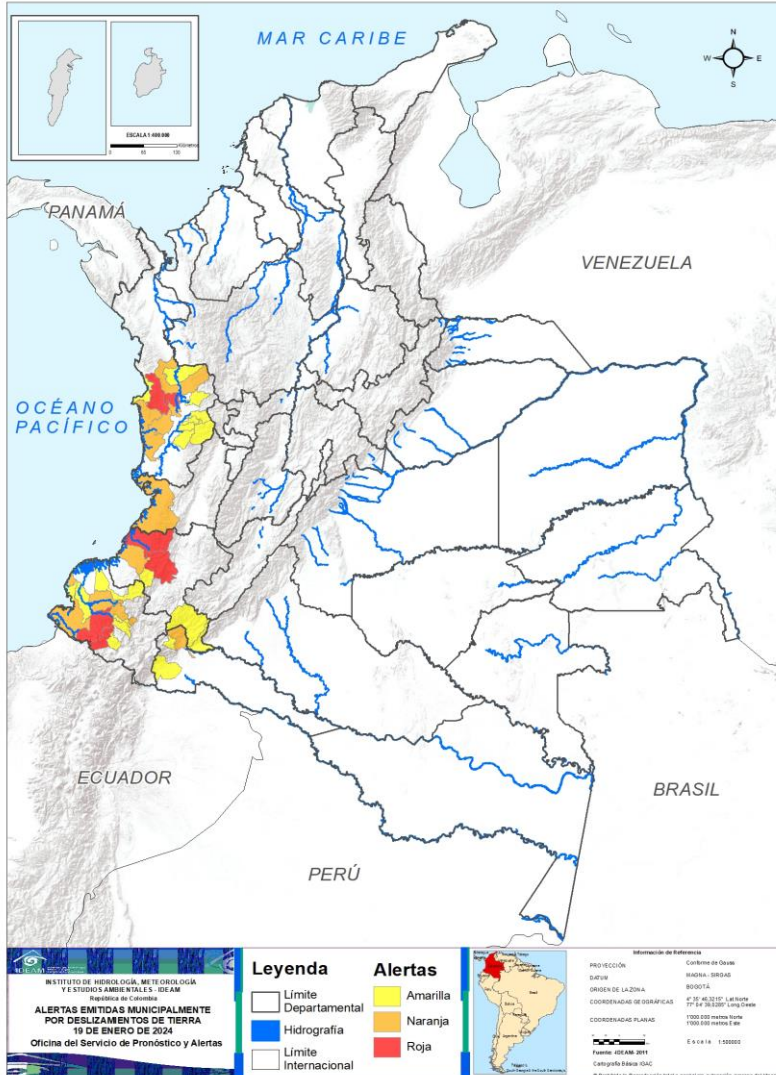 MAR CARIBE
N
W E
S
ESCALA 1:400.000
PANAMÁ
VENEZUELA
OCÉANO
PACÍFICO
ECUADOR
BRASIL
PERÚ
IDEAM
INSTITUTO DE HIDROLOGÍA, METEOROLOGÍA
Y ESTUDIOS AMBIENTALES - IDEAM
República de Colombia
ALERTAS EMITIDAS MUNICIPALMENTE
POR DESLIZAMIENTOS DE TIERRA
19 DE ENERO DE 2024
Oficina del Servicio de Pronóstico y Alertas
Leyenda
Límite
Departamental
Hidrografía
Límite
Internacional
Alertas
Amarilla
Naranja
Roja
Información de Referencia
PROYECCIÓN Conforme de Gauss
DATUM MAGNA - SIRGAS
ORIGEN DE LA ZONA BOGOTÁ
COORDENADAS GEOGRÁFICAS
COORDENADAS PLANAS 1'000.000 metros Norte
1'000.000 metros Este
Escala
Fuente: IDEAM- 2011
Cartografía Básica IGAC